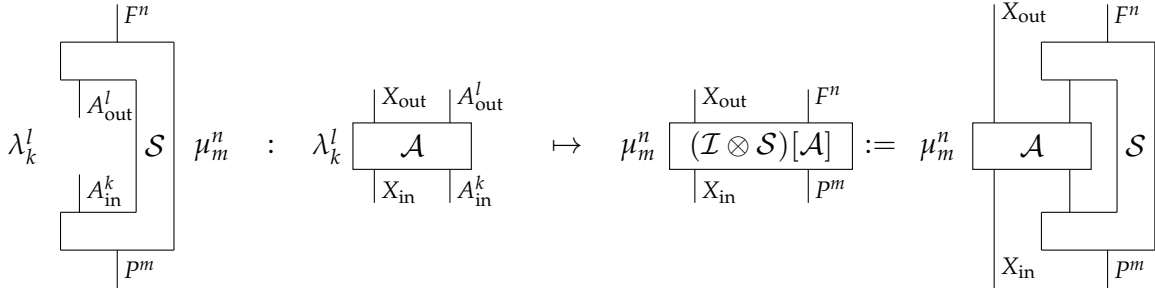 F^n X_out F^n
A^l_out X_out A^l_out X_out F^n
λ^l_k S μ^n_m : λ^l_k A ↦ μ^n_m (I ⊗ S)[A] := μ^n_m A S
A^k_in X_in A^k_in X_in P^m
P^m X_in P^m